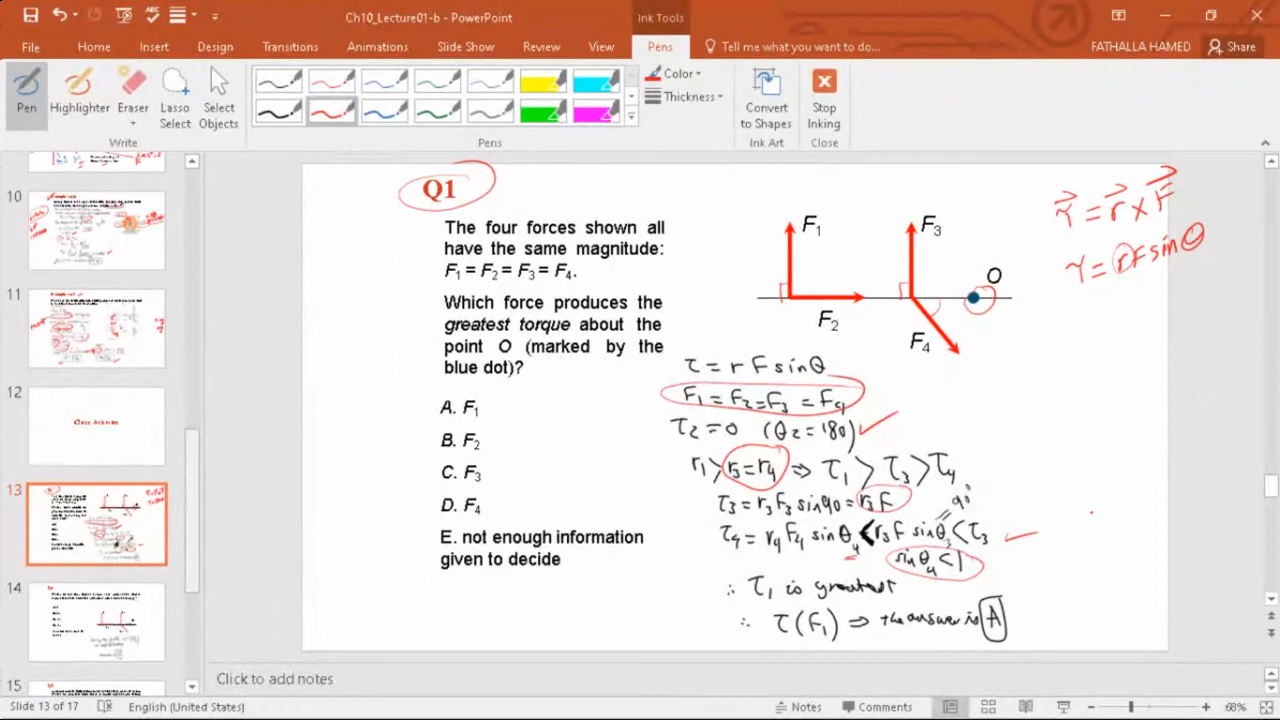 Ch10_Lecture01-b - PowerPoint
Ink Tools
File
Home
Insert
Design
Transitions
Animations
Slide Show
Review
View
Pens
Tell me what you want to do...
FATHALLA HAMED
Share
Pen
Highlighter
Eraser
Lasso Select
Select Objects
Color
Thickness
Convert to Shapes
Stop Inking
Write
Pens
Ink Art
Close
10
11
12
Class Activities
13
14
15
Q1
The four forces shown all
have the same magnitude:
F1 = F2 = F3 = F4.
Which force produces the
greatest torque about the
point O (marked by the
blue dot)?
A. F1
B. F2
C. F3
D. F4
E. not enough information
given to decide
F1
F3
O
F2
F4
τ = r × F
τ = rF sinθ
τ = r F sinθ
F1 = F2 = F3 = F4
τ2 = 0 (θ2 = 180)
r1 > r3 = r4 ⇒ τ1 > τ3 > τ4
τ3 = r3 F3 sin90 = r3 F
= 90°
τ4 = r4 F4 sinθ4 < r3 F sinθ3 < τ3
sinθ4 < 1
∴ τ1 is greatest
∴ τ(F1) ⇒ the answer is A
Click to add notes
Slide 13 of 17
English (United States)
Notes
Comments
68%